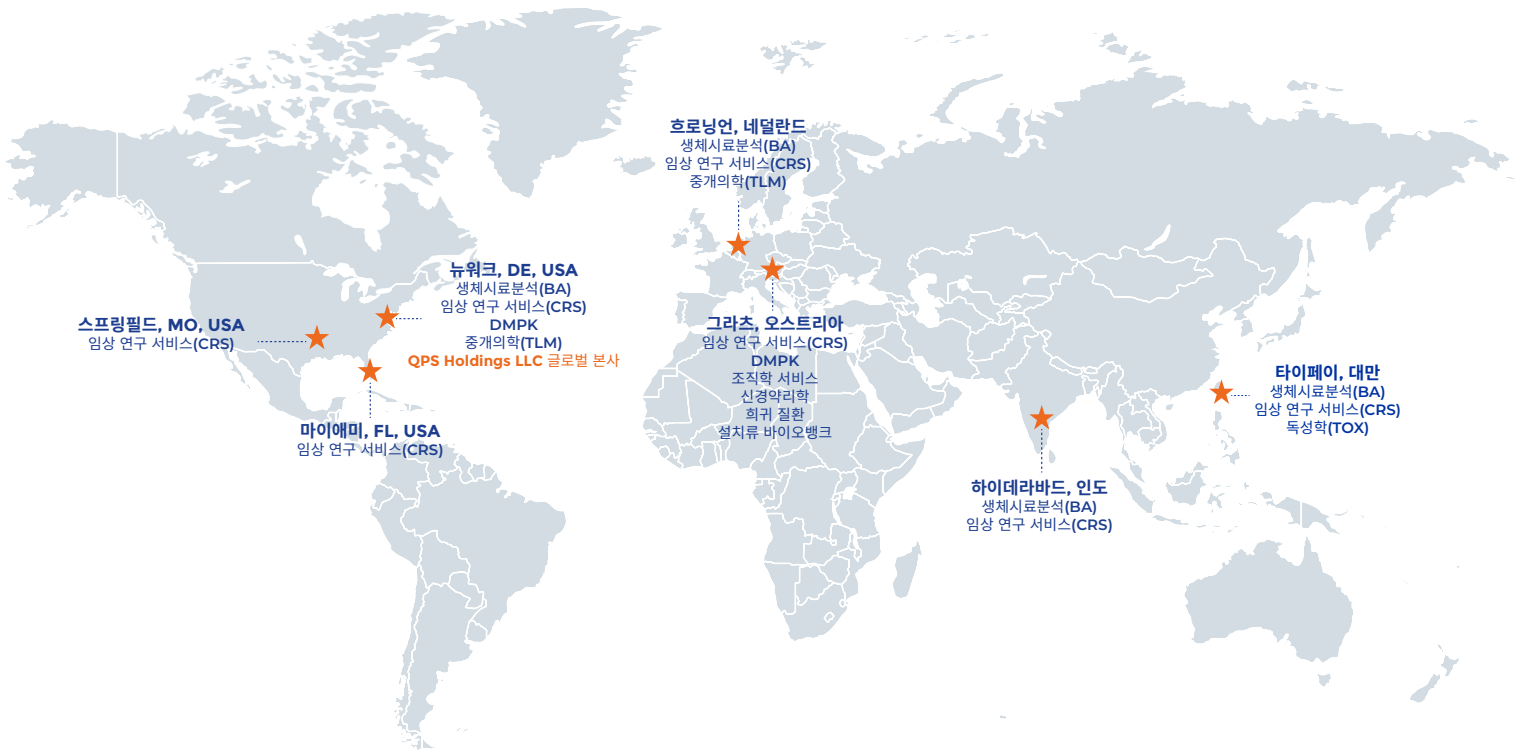 흐로닝언, 네덜란드
생체시료분석(BA)
임상 연구 서비스(CRS)
중개의학(TLM)
뉴워크, DE, USA
생체시료분석(BA)
임상 연구 서비스(CRS)
DMPK
중개의학(TLM)
QPS Holdings LLC 글로벌 본사
스프링필드, MO, USA
임상 연구 서비스(CRS)
마이애미, FL, USA
임상 연구 서비스(CRS)
그라츠, 오스트리아
임상 연구 서비스(CRS)
DMPK
조직학 서비스
신경약리학
희귀 질환
설치류 바이오뱅크
타이페이, 대만
생체시료분석(BA)
임상 연구 서비스(CRS)
독성학(TOX)
하이데라바드, 인도
생체시료분석(BA)
임상 연구 서비스(CRS)